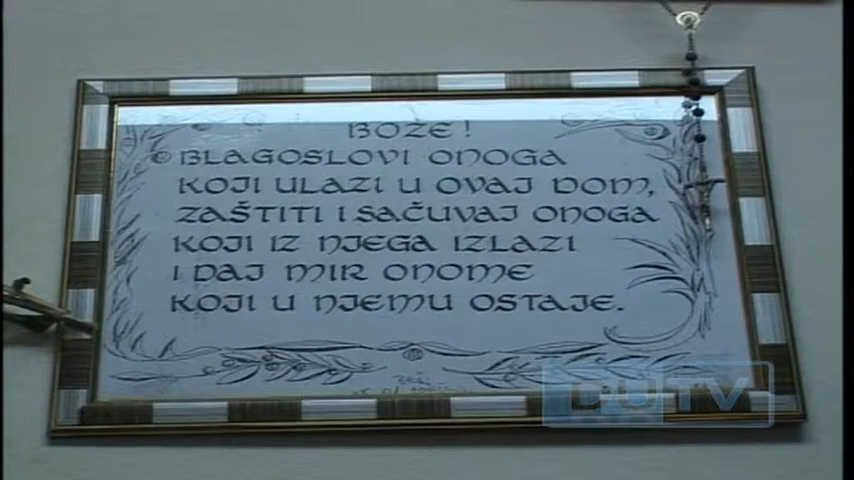 BOŽE!
BLAGOSLOVI ONOGA
KOJI ULAZI U OVAJ DOM,
ZAŠTITI I SAČUVAJ ONOGA
KOJI IZ NJEGA IZLAZI
I DAJ MIR ONOME
KOJI U NJEMU OSTAJE.
DUTV